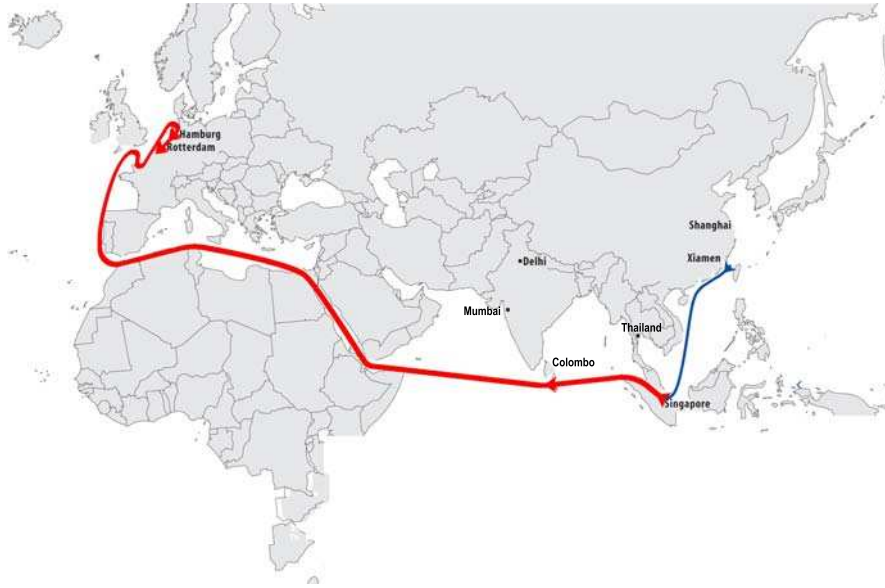 Hamburg
Rotterdam
Shanghai
Xiamen
Delhi
Mumbai
Thailand
Colombo
Singapore